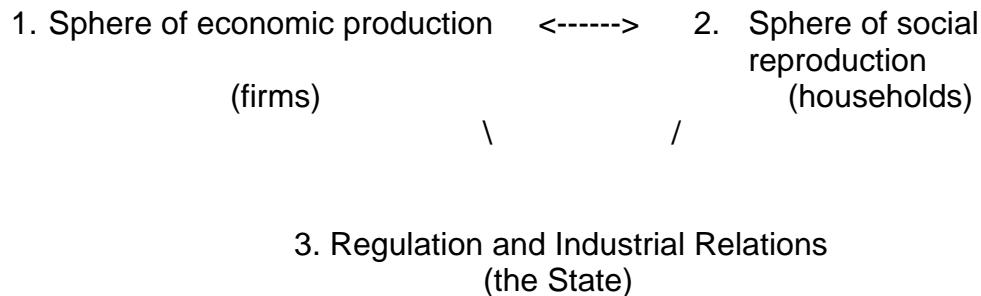 1. Sphere of economic production <------> 2. Sphere of social
reproduction
(firms) (households)
\ /
3. Regulation and Industrial Relations
(the State)